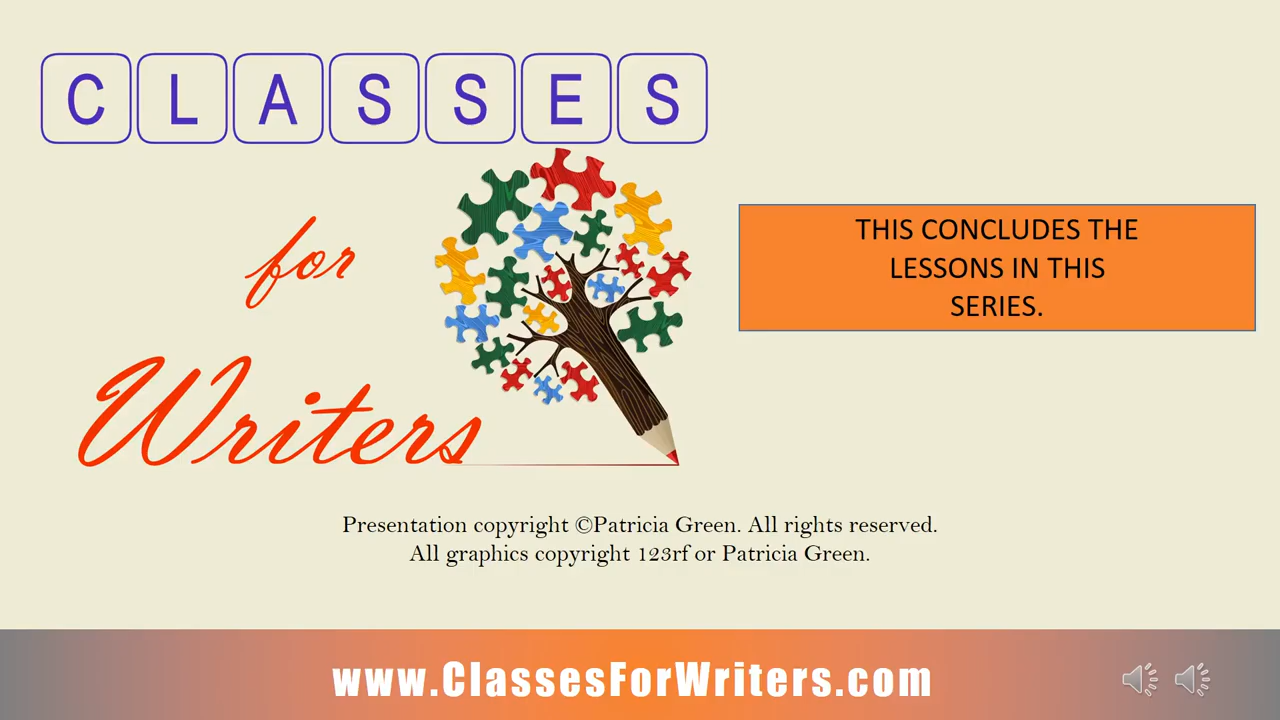 CLASSES
for
Writers
THIS CONCLUDES THE
LESSONS IN THIS
SERIES.
Presentation copyright ©Patricia Green. All rights reserved.
All graphics copyright 123rf or Patricia Green.
www.ClassesForWriters.com